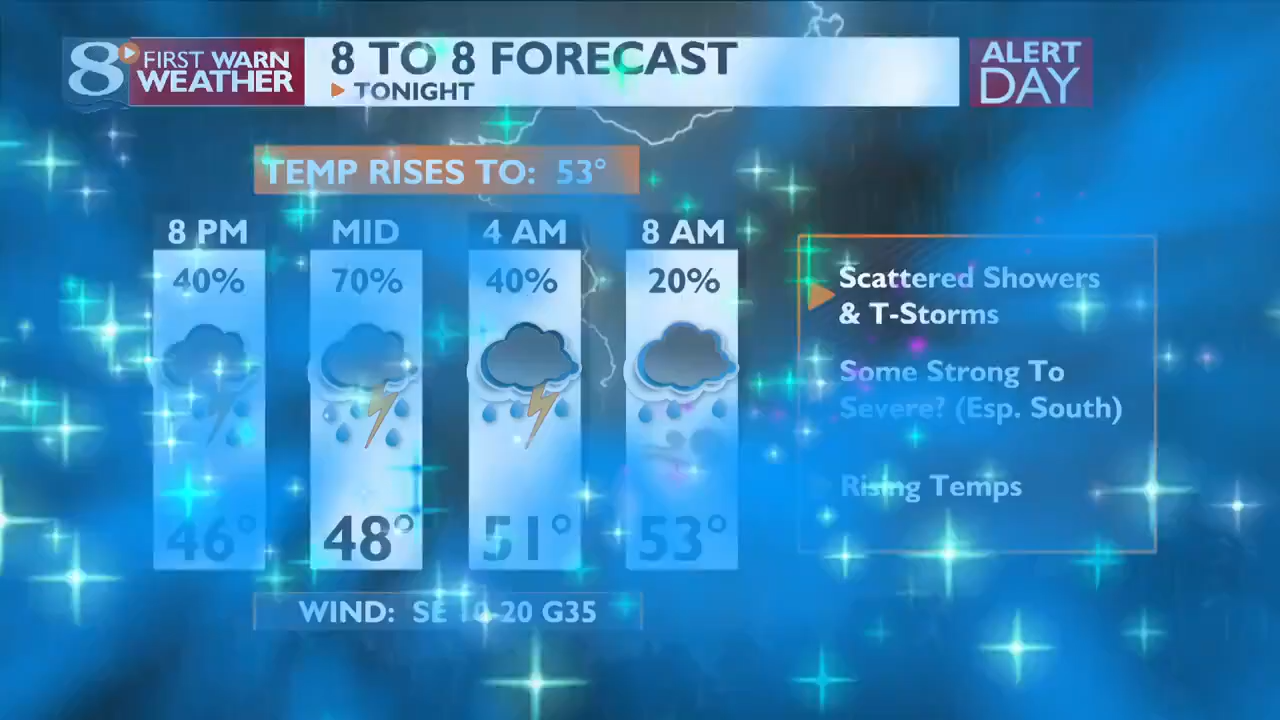 8 FIRST WARN
WEATHER
8 TO 8 FORECAST
TONIGHT
ALERT
DAY
TEMP RISES TO: 53°
8 PM MID 4 AM 8 AM
40% 70% 40% 20%
46° 48° 51° 53°
WIND: SE 10-20 G35
Scattered Showers
& T-Storms
Some Strong To
Severe? (Esp. South)
Rising Temps